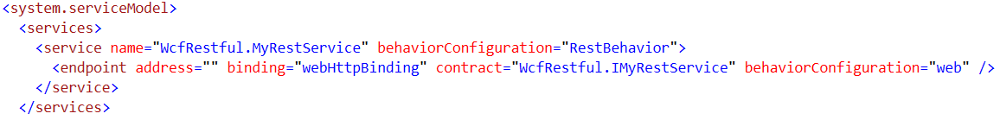 <system.serviceModel>
<services>
<service name="WcfRestful.MyRestService" behaviorConfiguration="RestBehavior">
<endpoint address="" binding="webHttpBinding" contract="WcfRestful.IMyRestService" behaviorConfiguration="web" />
</service>
</services>